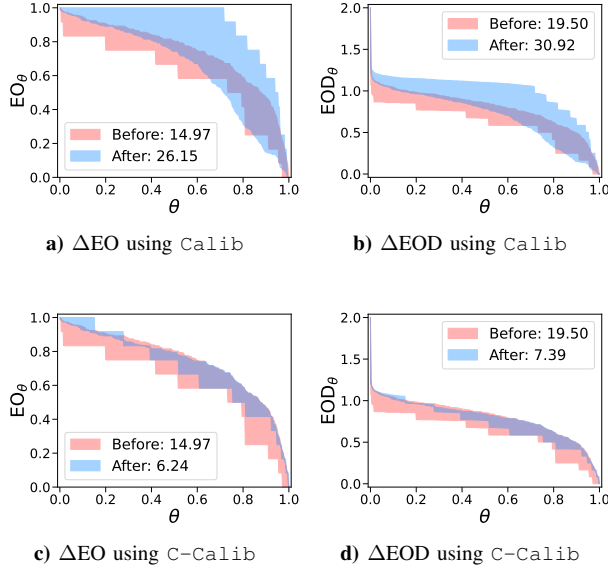 1.0
0.8
0.6
0.4
0.2
0.0
EO_θ
Before: 14.97
After: 26.15
0.0 0.2 0.4 0.6 0.8 1.0
θ
2.0
1.5
1.0
0.5
0.0
EOD_θ
Before: 19.50
After: 30.92
0.0 0.2 0.4 0.6 0.8 1.0
θ
a) ΔEO using Calib
b) ΔEOD using Calib
1.0
0.8
0.6
0.4
0.2
0.0
EO_θ
Before: 14.97
After: 6.24
0.0 0.2 0.4 0.6 0.8 1.0
θ
2.0
1.5
1.0
0.5
0.0
EOD_θ
Before: 19.50
After: 7.39
0.0 0.2 0.4 0.6 0.8 1.0
θ
c) ΔEO using C-Calib
d) ΔEOD using C-Calib